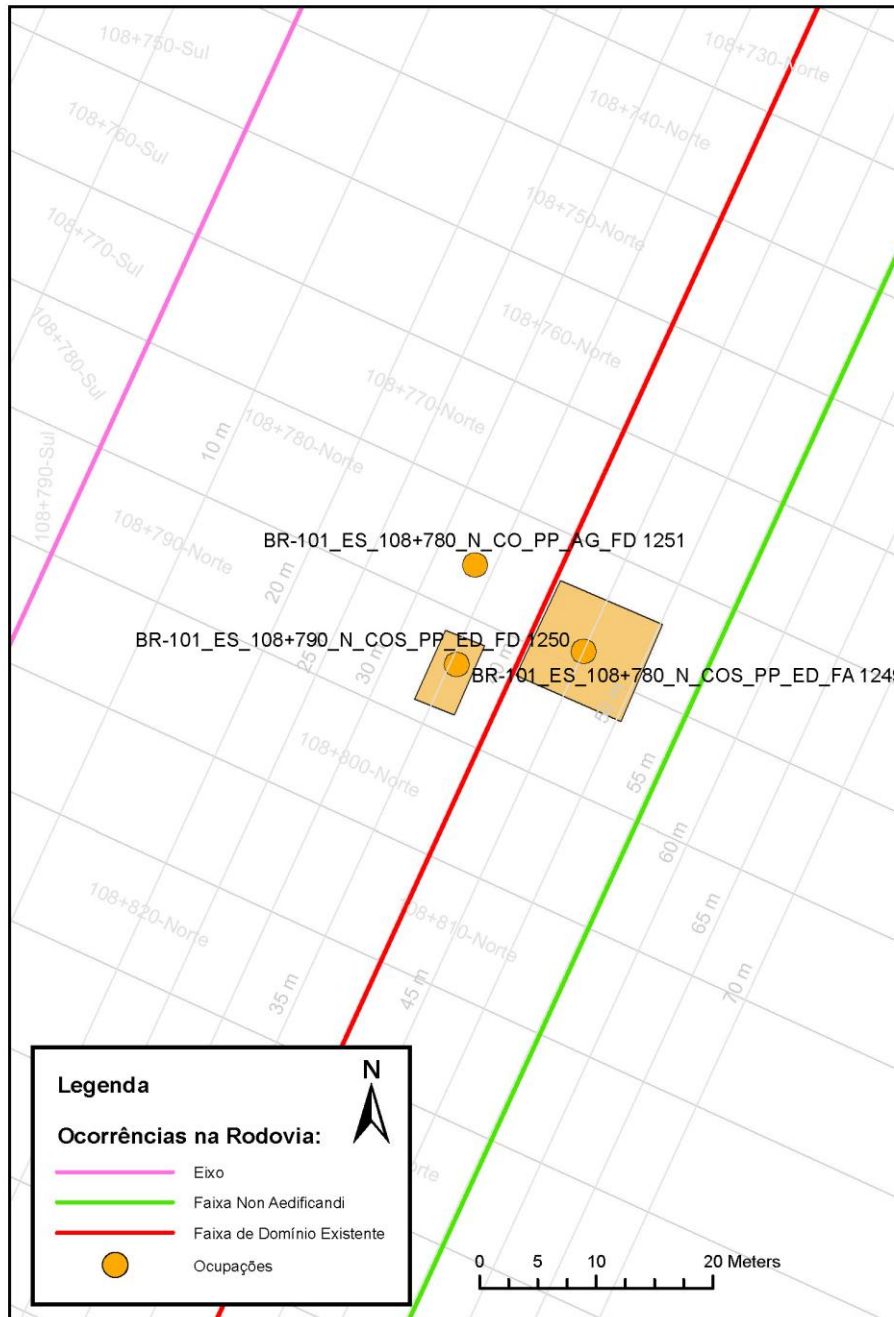 108+750-Sul
108+730-Norte
108+760-Sul
108+740-Norte
108+770-Sul
108+750-Norte
108+780-Sul
108+760-Norte
108+770-Norte
10 m
108+780-Norte
108+790-Sul
108+790-Norte
BR-101_ES_108+780_N_CO_PP_AG_FD 1251
20 m
BR-101_ES_108+790_N_COS_PP_ED_FD 1250
25
30 m
BR-101_ES_108+780_N_COS_PP_ED_FA 1249
50 m
108+800-Norte
55 m
60 m
108+820-Norte
65 m
108+810-Norte
35 m
45 m
70 m
Legenda
N
Ocorrências na Rodovia:
Eixo
Faixa Non Aedificandi
Faixa de Domínio Existente
Ocupações
0 5 10 20 Meters